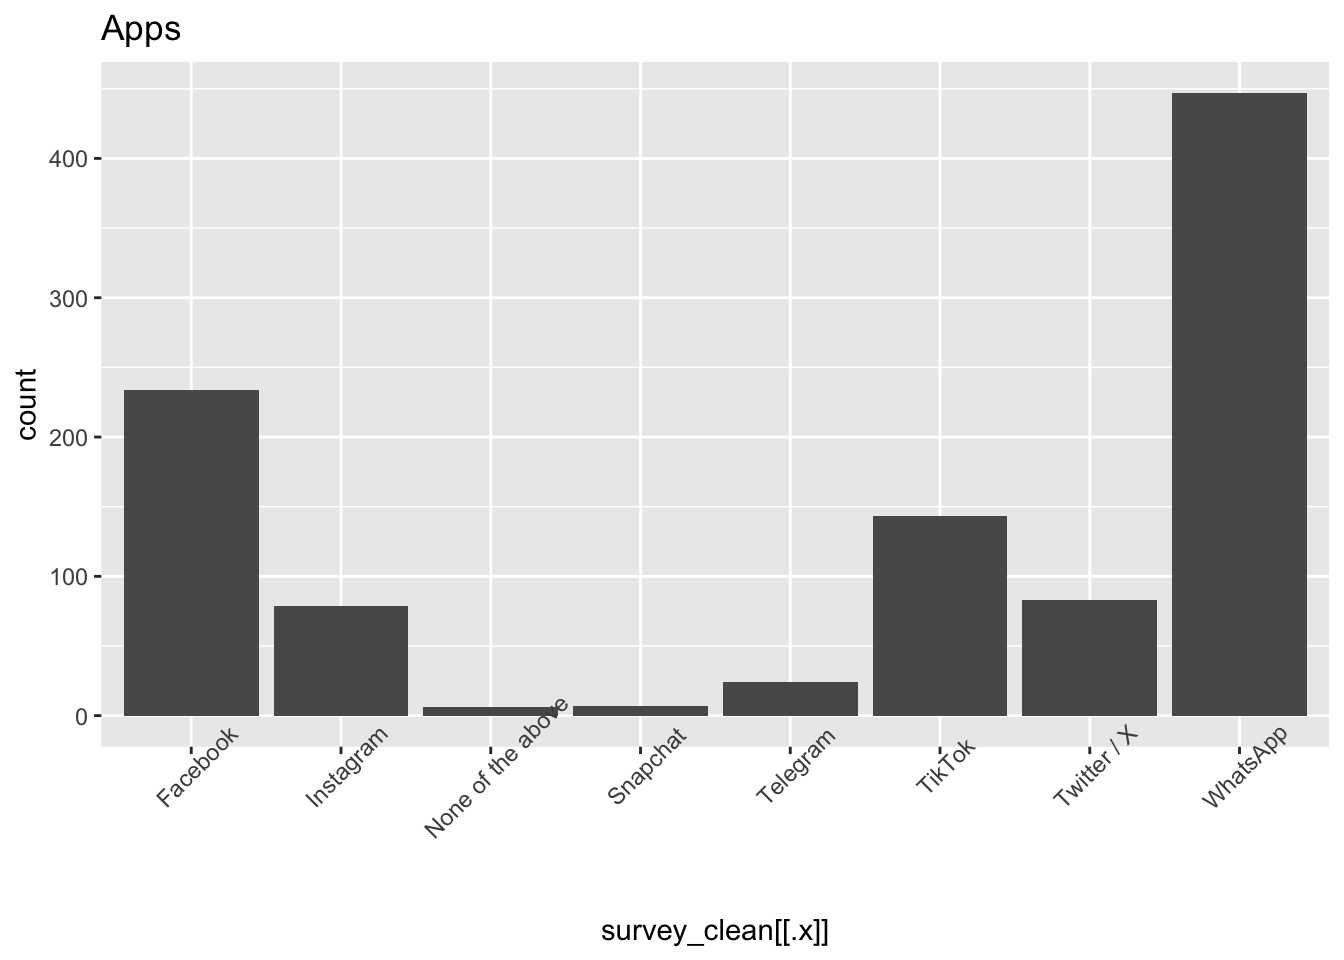 Apps
count
400
300
200
100
0
Facebook
Instagram
None of the above
Snapchat
Telegram
TikTok
Twitter / X
WhatsApp
survey_clean[[.x]]